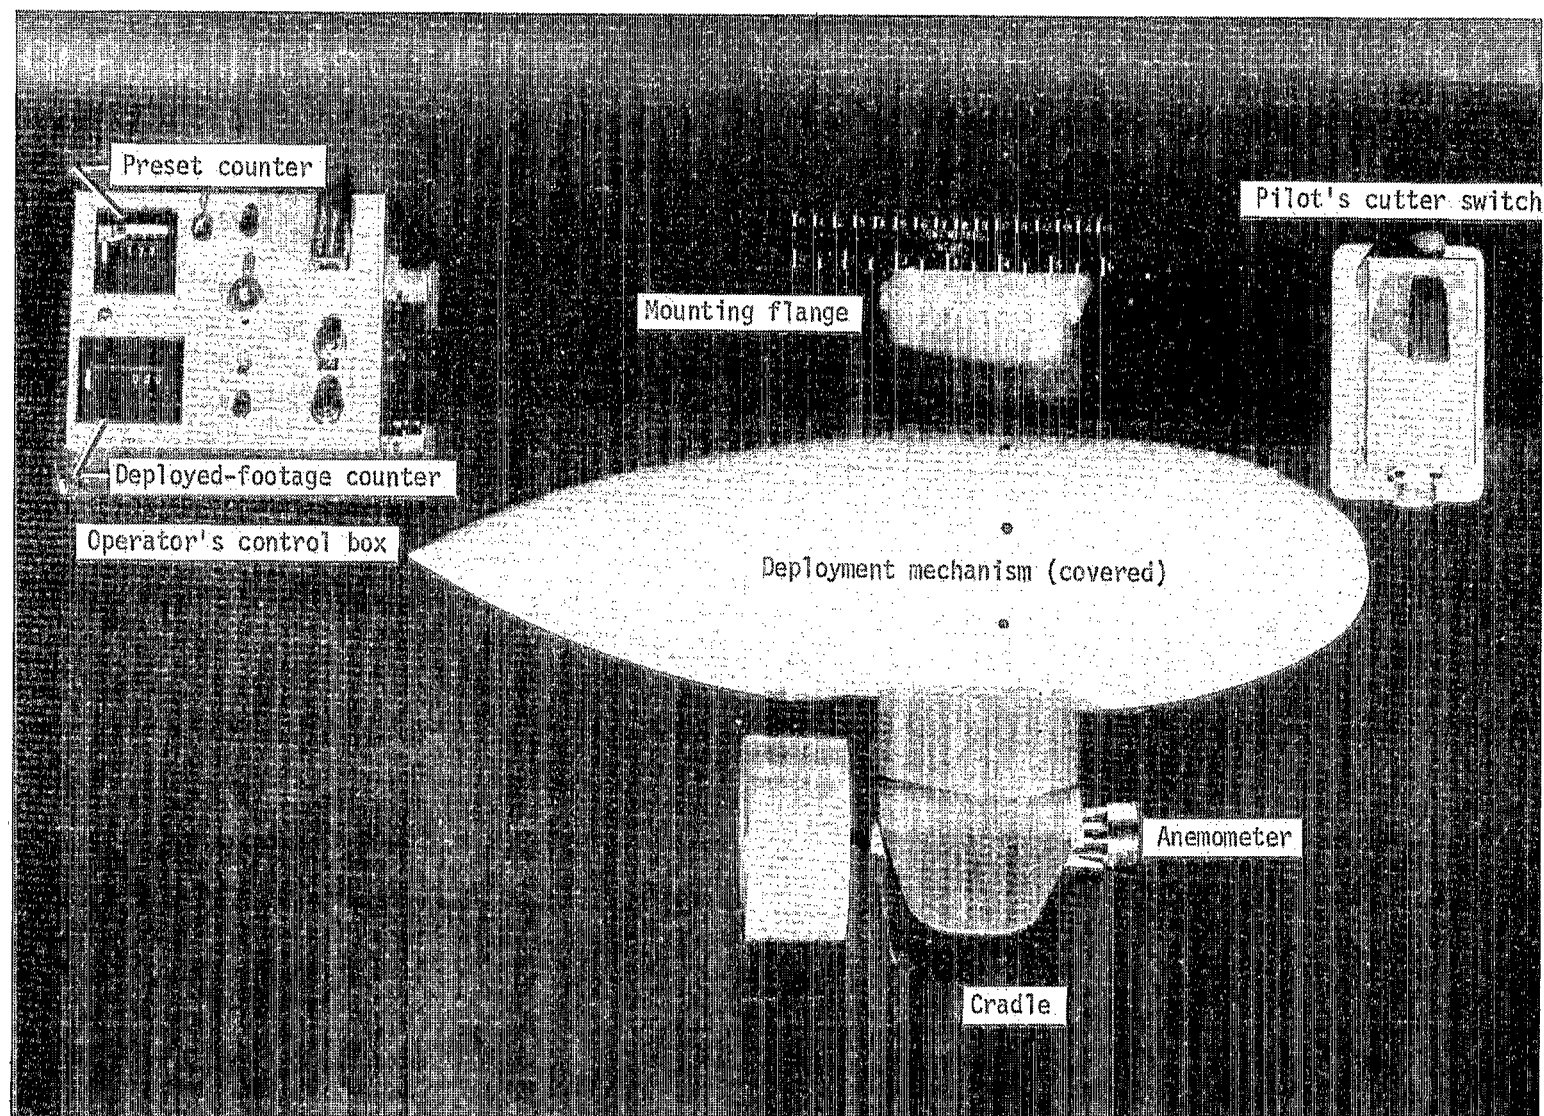 Preset counter
Pilot's cutter switch
Mounting flange
Deployed-footage counter
Operator's control box
Deployment mechanism (covered)
Anemometer
Cradle